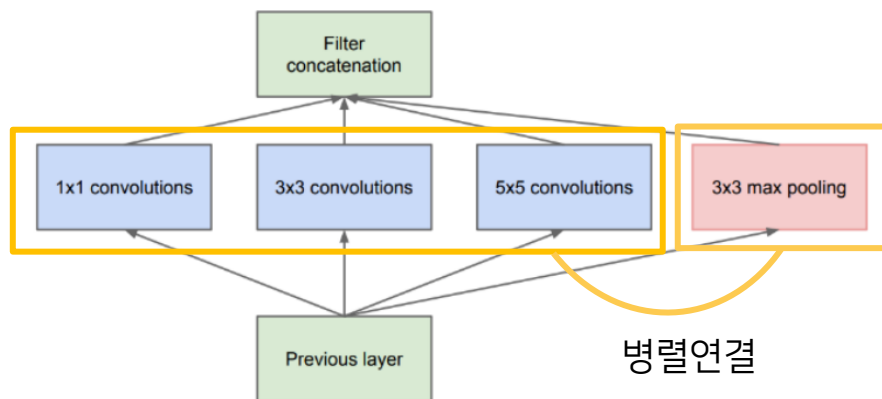 Filter
concatenation
1x1 convolutions
3x3 convolutions
5x5 convolutions
3x3 max pooling
Previous layer
병렬연결